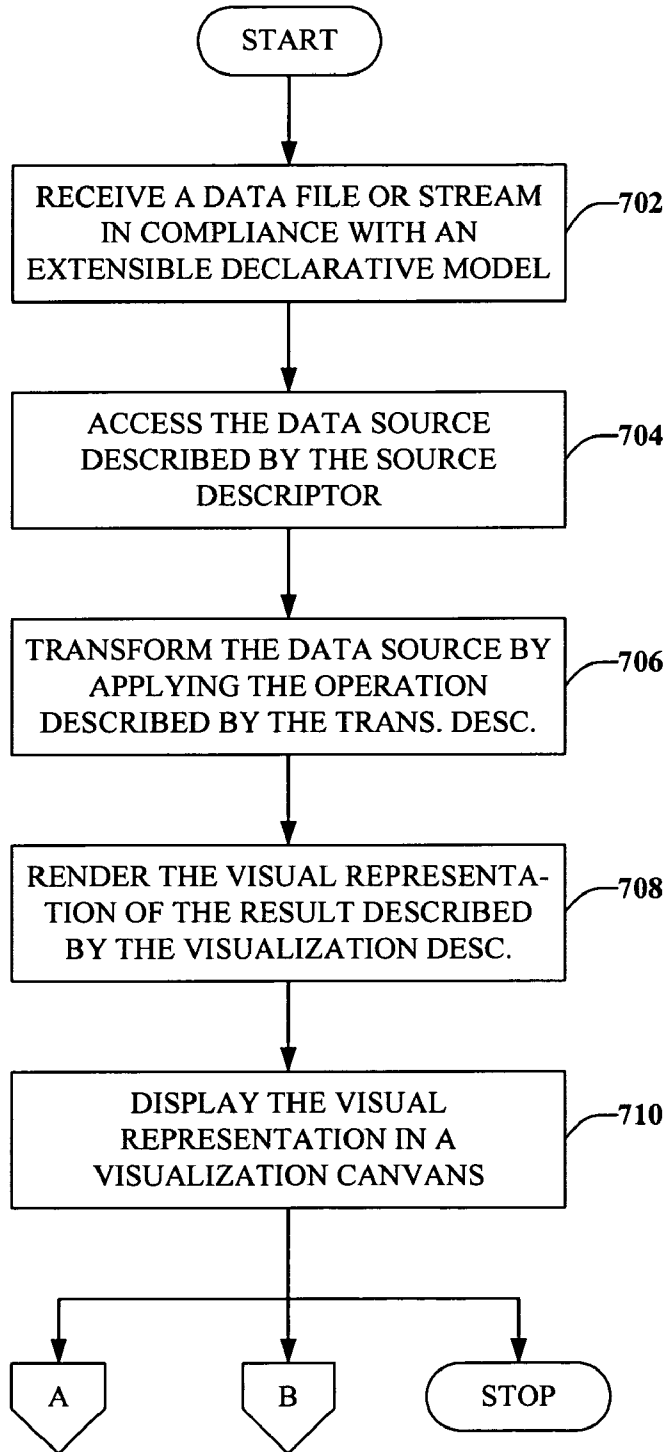 START
RECEIVE A DATA FILE OR STREAM
IN COMPLIANCE WITH AN
EXTENSIBLE DECLARATIVE MODEL
702
ACCESS THE DATA SOURCE
DESCRIBED BY THE SOURCE
DESCRIPTOR
704
TRANSFORM THE DATA SOURCE BY
APPLYING THE OPERATION
DESCRIBED BY THE TRANS. DESC.
706
RENDER THE VISUAL REPRESENTA-
TION OF THE RESULT DESCRIBED
BY THE VISUALIZATION DESC.
708
DISPLAY THE VISUAL
REPRESENTATION IN A
VISUALIZATION CANVANS
710
A
B
STOP